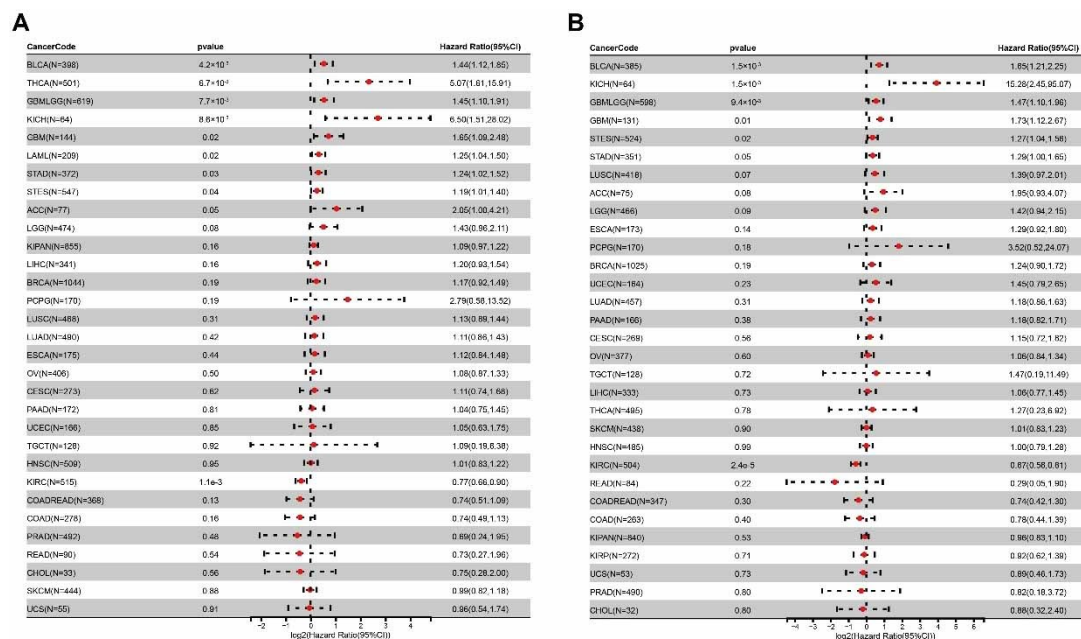 A
CancerCode pvalue Hazard Ratio(95%CI)
BLCA(N=398) 4.2×10⁻³ 1.44(1.12,1.85)
THCA(N=501) 6.7×10⁻³ 5.07(1.61,15.91)
GBMLGG(N=619) 7.7×10⁻³ 1.45(1.10,1.91)
KICH(N=64) 8.6×10⁻³ 6.50(1.51,28.02)
GBM(N=144) 0.02 1.65(1.09,2.48)
LAML(N=209) 0.02 1.25(1.04,1.50)
STAD(N=372) 0.03 1.24(1.02,1.52)
STES(N=547) 0.04 1.19(1.01,1.40)
ACC(N=77) 0.05 2.05(1.00,4.21)
LGG(N=474) 0.08 1.43(0.96,2.11)
KIPAN(N=855) 0.16 1.09(0.97,1.22)
LIHC(N=341) 0.16 1.20(0.93,1.54)
BRCA(N=1044) 0.19 1.17(0.92,1.49)
PCPG(N=170) 0.19 2.79(0.58,13.52)
LUSC(N=468) 0.31 1.13(0.89,1.44)
LUAD(N=490) 0.42 1.11(0.86,1.43)
ESCA(N=175) 0.44 1.12(0.84,1.48)
OV(N=406) 0.50 1.08(0.87,1.33)
CESC(N=273) 0.62 1.11(0.74,1.68)
PAAD(N=172) 0.81 1.04(0.75,1.45)
UCEC(N=166) 0.85 1.05(0.63,1.75)
TGCT(N=128) 0.92 1.09(0.19,6.38)
HNSC(N=509) 0.95 1.01(0.83,1.22)
KIRC(N=515) 1.1e-3 0.77(0.66,0.90)
COADREAD(N=368) 0.13 0.74(0.51,1.09)
COAD(N=278) 0.16 0.74(0.49,1.13)
PRAD(N=492) 0.48 0.69(0.24,1.95)
READ(N=90) 0.54 0.73(0.27,1.96)
CHOL(N=33) 0.56 0.75(0.28,2.00)
SKCM(N=444) 0.88 0.99(0.82,1.18)
UCS(N=55) 0.91 0.96(0.54,1.74)
−2 −1 0 1 2 3 4
log2(Hazard Ratio(95%CI))
B
CancerCode pvalue Hazard Ratio(95%CI)
BLCA(N=385) 1.5×10⁻³ 1.65(1.21,2.25)
KICH(N=64) 1.5×10⁻³ 15.28(2.45,95.07)
GBMLGG(N=598) 9.4×10⁻³ 1.47(1.10,1.96)
GBM(N=131) 0.01 1.73(1.12,2.67)
STES(N=524) 0.02 1.27(1.04,1.56)
STAD(N=351) 0.05 1.29(1.00,1.65)
LUSC(N=418) 0.07 1.39(0.97,2.01)
ACC(N=75) 0.08 1.95(0.93,4.07)
LGG(N=466) 0.09 1.42(0.94,2.15)
ESCA(N=173) 0.14 1.29(0.92,1.80)
PCPG(N=170) 0.18 3.52(0.52,24.07)
BRCA(N=1025) 0.19 1.24(0.90,1.72)
UCEC(N=164) 0.23 1.45(0.79,2.65)
LUAD(N=457) 0.31 1.18(0.86,1.63)
PAAD(N=166) 0.38 1.18(0.82,1.71)
CESC(N=269) 0.56 1.15(0.72,1.82)
OV(N=377) 0.60 1.06(0.84,1.34)
TGCT(N=128) 0.72 1.47(0.19,11.49)
LIHC(N=333) 0.73 1.06(0.77,1.45)
THCA(N=495) 0.78 1.27(0.23,6.92)
SKCM(N=438) 0.90 1.01(0.83,1.23)
HNSC(N=485) 0.99 1.00(0.79,1.28)
KIRC(N=504) 2.4e-5 0.67(0.56,0.81)
READ(N=84) 0.22 0.29(0.05,1.90)
COADREAD(N=347) 0.30 0.74(0.42,1.30)
COAD(N=263) 0.40 0.78(0.44,1.39)
KIPAN(N=840) 0.53 0.96(0.83,1.10)
KIRP(N=272) 0.71 0.92(0.62,1.39)
UCS(N=53) 0.73 0.89(0.46,1.73)
PRAD(N=490) 0.80 0.82(0.18,3.72)
CHOL(N=32) 0.80 0.88(0.32,2.40)
−4 −3 −2 −1 0 1 2 3 4 5 6
log2(Hazard Ratio(95%CI))